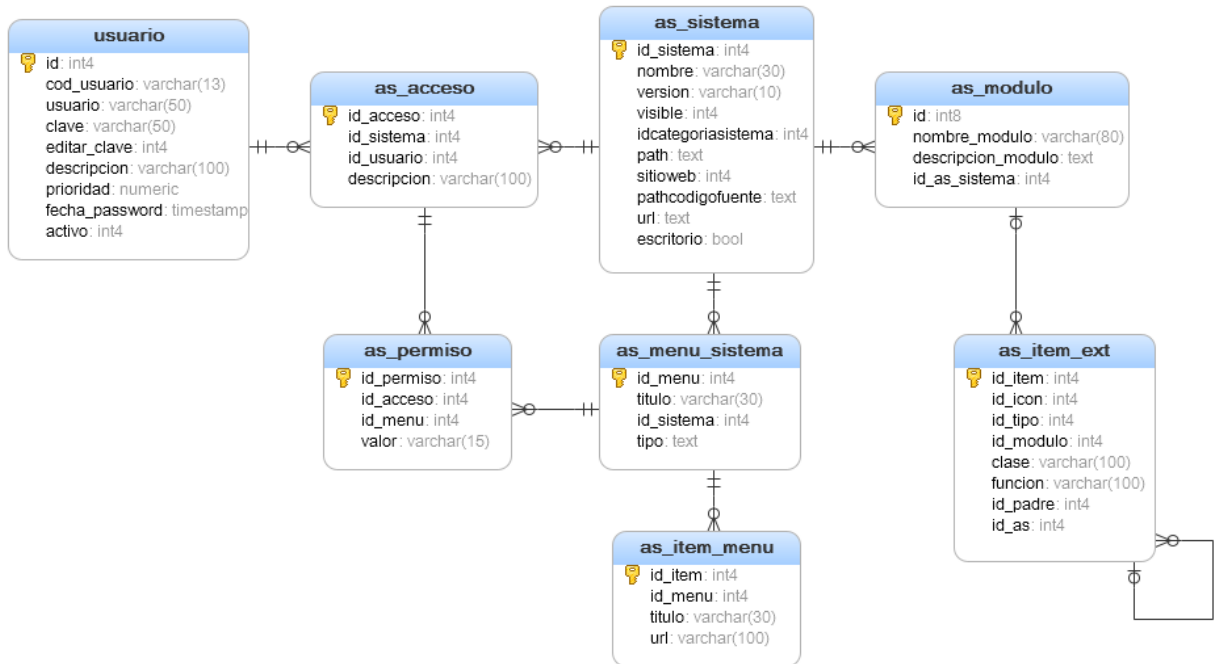 usuario
id: int4
cod_usuario: varchar(13)
usuario: varchar(50)
clave: varchar(50)
editar_clave: int4
descripcion: varchar(100)
prioridad: numeric
fecha_password: timestamp
activo: int4
as_acceso
id_acceso: int4
id_sistema: int4
id_usuario: int4
descripcion: varchar(100)
as_sistema
id_sistema: int4
nombre: varchar(30)
version: varchar(10)
visible: int4
idcategoriasistema: int4
path: text
sitioweb: int4
pathcodigofuente: text
url: text
escritorio: bool
as_modulo
id: int8
nombre_modulo: varchar(80)
descripcion_modulo: text
id_as_sistema: int4
as_permiso
id_permiso: int4
id_acceso: int4
id_menu: int4
valor: varchar(15)
as_menu_sistema
id_menu: int4
titulo: varchar(30)
id_sistema: int4
tipo: text
as_item_ext
id_item: int4
id_icon: int4
id_tipo: int4
id_modulo: int4
clase: varchar(100)
funcion: varchar(100)
id_padre: int4
id_as: int4
as_item_menu
id_item: int4
id_menu: int4
titulo: varchar(30)
url: varchar(100)